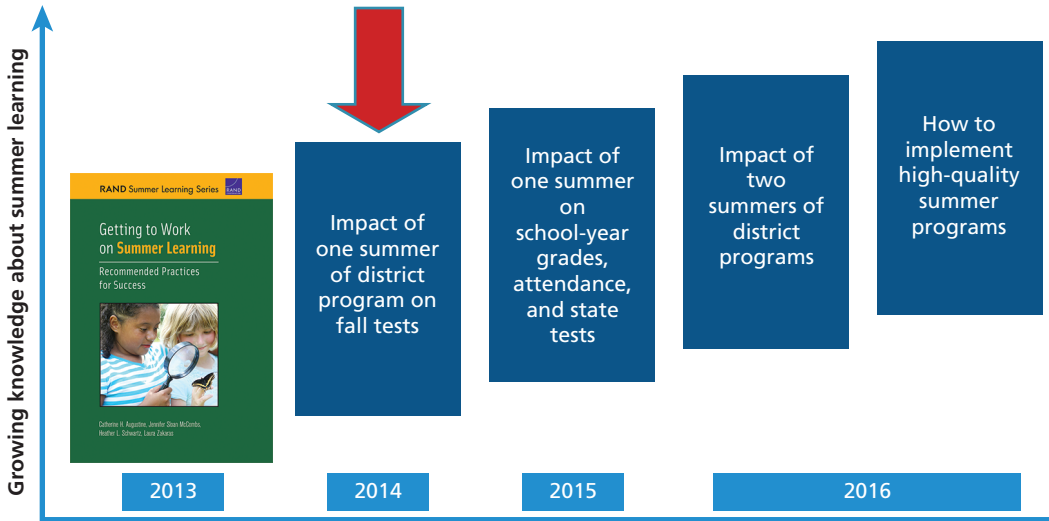 Growing knowledge about summer learning
RAND Summer Learning Series
RAND
Getting to Work
on Summer Learning
Recommended Practices
for Success
Catherine H. Augustine, Jennifer Sloan McCombs,
Heather L. Schwartz, Laura Zakaras
Impact of
one summer
of district
program on
fall tests
Impact of
one summer
on
school-year
grades,
attendance,
and state
tests
Impact of
two
summers of
district
programs
How to
implement
high-quality
summer
programs
2013
2014
2015
2016